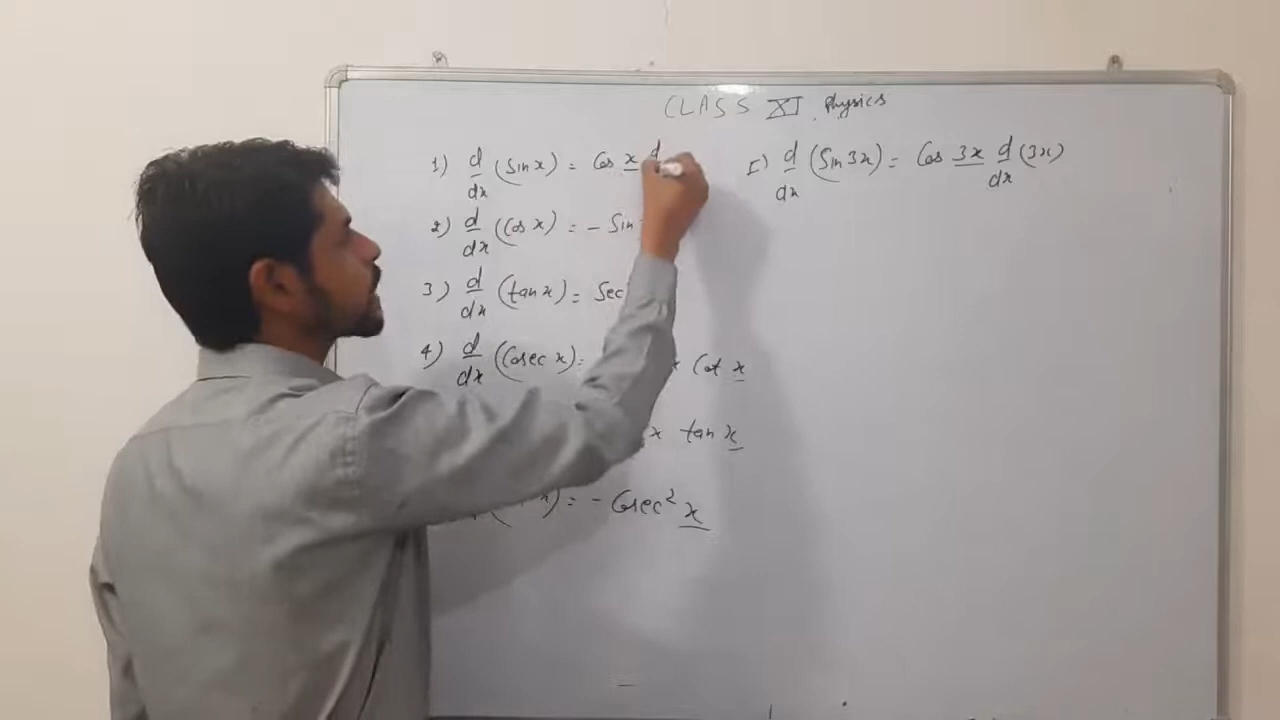 CLASS XI, Physics
1) d/dx (Sin x) = Cos x d
I) d/dx (Sin 3x) = Cos 3x d/dx (3x)
2) d/dx (Cos x) = - Sin
3) d/dx (tan x) = Sec
4) d/dx (Cosec x) = x Cot x
x tan x
x) = - Cosec² x